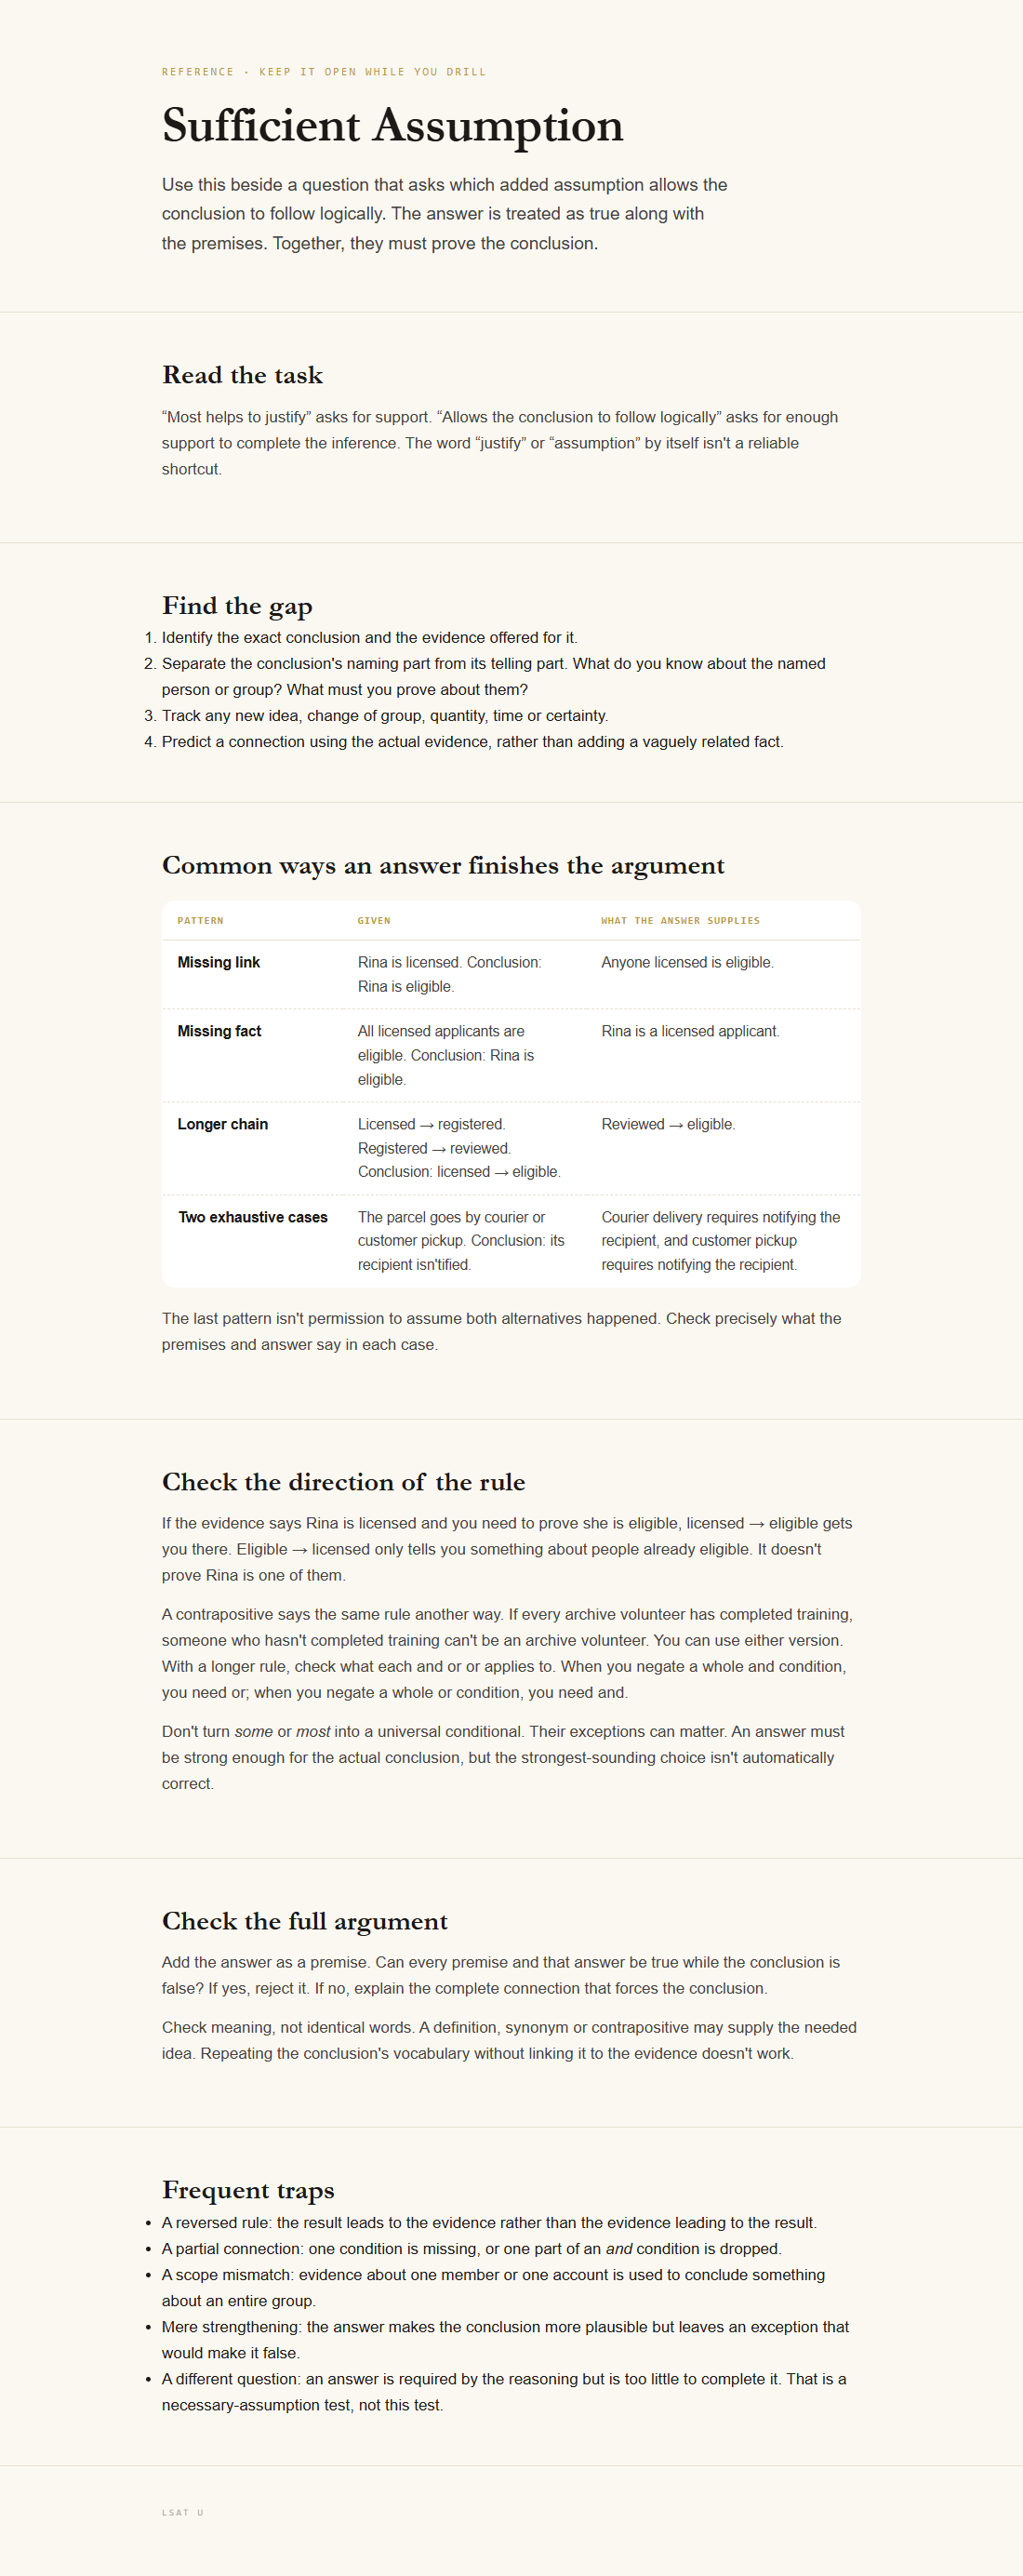 REFERENCE · KEEP IT OPEN WHILE YOU DRILL
Sufficient Assumption
Use this beside a question that asks which added assumption allows the
conclusion to follow logically. The answer is treated as true along with
the premises. Together, they must prove the conclusion.
Read the task
“Most helps to justify” asks for support. “Allows the conclusion to follow logically” asks for enough
support to complete the inference. The word “justify” or “assumption” by itself isn't a reliable
shortcut.
Find the gap
1. Identify the exact conclusion and the evidence offered for it.
2. Separate the conclusion's naming part from its telling part. What do you know about the named
person or group? What must you prove about them?
3. Track any new idea, change of group, quantity, time or certainty.
4. Predict a connection using the actual evidence, rather than adding a vaguely related fact.
Common ways an answer finishes the argument
PATTERN GIVEN WHAT THE ANSWER SUPPLIES
Missing link
Rina is licensed. Conclusion:
Rina is eligible.
Anyone licensed is eligible.
Missing fact
All licensed applicants are
eligible. Conclusion: Rina is
eligible.
Rina is a licensed applicant.
Longer chain
Licensed → registered.
Registered → reviewed.
Conclusion: licensed → eligible.
Reviewed → eligible.
Two exhaustive cases
The parcel goes by courier or
customer pickup. Conclusion: its
recipient isn'tified.
Courier delivery requires notifying the
recipient, and customer pickup
requires notifying the recipient.
The last pattern isn't permission to assume both alternatives happened. Check precisely what the
premises and answer say in each case.
Check the direction of the rule
If the evidence says Rina is licensed and you need to prove she is eligible, licensed → eligible gets
you there. Eligible → licensed only tells you something about people already eligible. It doesn't
prove Rina is one of them.
A contrapositive says the same rule another way. If every archive volunteer has completed training,
someone who hasn't completed training can't be an archive volunteer. You can use either version.
With a longer rule, check what each and or or applies to. When you negate a whole and condition,
you need or; when you negate a whole or condition, you need and.
Don't turn some or most into a universal conditional. Their exceptions can matter. An answer must
be strong enough for the actual conclusion, but the strongest-sounding choice isn't automatically
correct.
Check the full argument
Add the answer as a premise. Can every premise and that answer be true while the conclusion is
false? If yes, reject it. If no, explain the complete connection that forces the conclusion.
Check meaning, not identical words. A definition, synonym or contrapositive may supply the needed
idea. Repeating the conclusion's vocabulary without linking it to the evidence doesn't work.
Frequent traps
• A reversed rule: the result leads to the evidence rather than the evidence leading to the result.
• A partial connection: one condition is missing, or one part of an and condition is dropped.
• A scope mismatch: evidence about one member or one account is used to conclude something
about an entire group.
• Mere strengthening: the answer makes the conclusion more plausible but leaves an exception that
would make it false.
• A different question: an answer is required by the reasoning but is too little to complete it. That is a
necessary-assumption test, not this test.
LSAT U